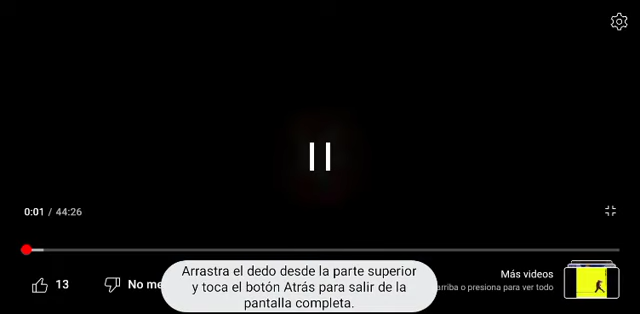 0:01 / 44:26
13
No me
Más videos
arriba o presiona para ver todo
Arrastra el dedo desde la parte superior
y toca el botón Atrás para salir de la
pantalla completa.